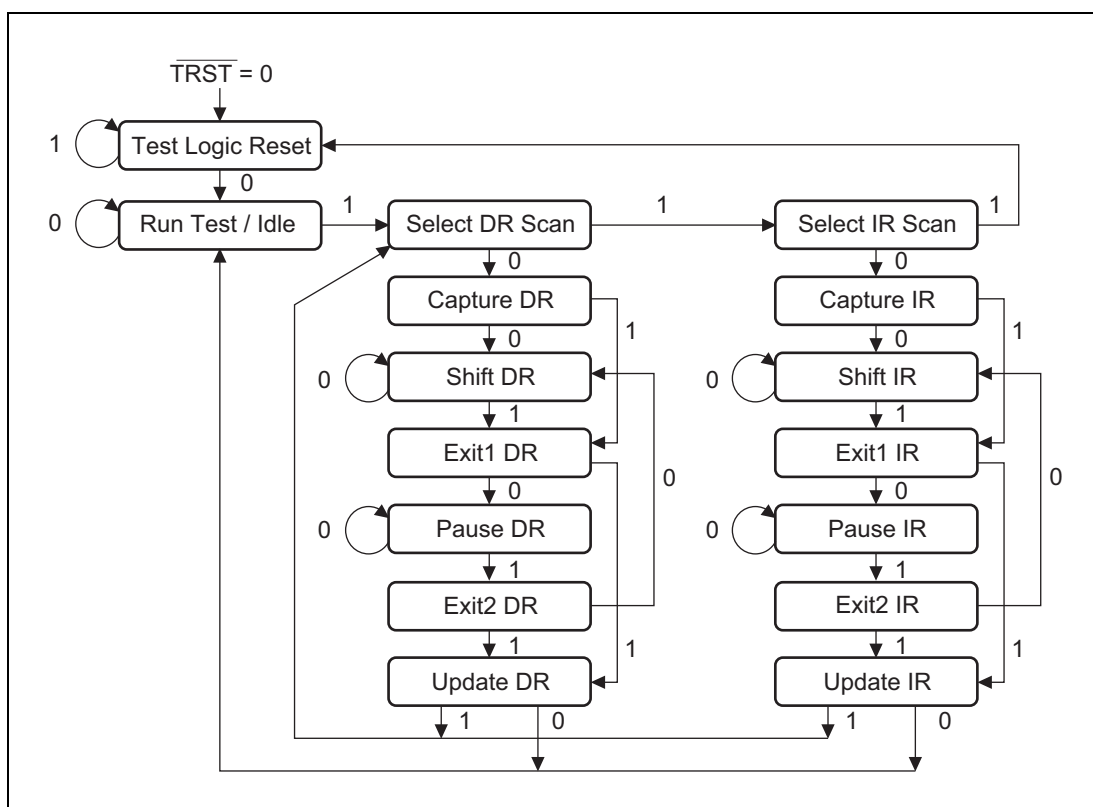 T̅R̅S̅T̅ = 0
1 Test Logic Reset
0
0 Run Test / Idle 1 Select DR Scan 1 Select IR Scan 1
0 0
Capture DR Capture IR
1 1
0 0
0 Shift DR 0 Shift IR
1 1
Exit1 DR Exit1 IR
0 0
0 0
0 Pause DR 0 Pause IR
1 1
Exit2 DR Exit2 IR
1 1
1 1
Update DR Update IR
1 0 1 0